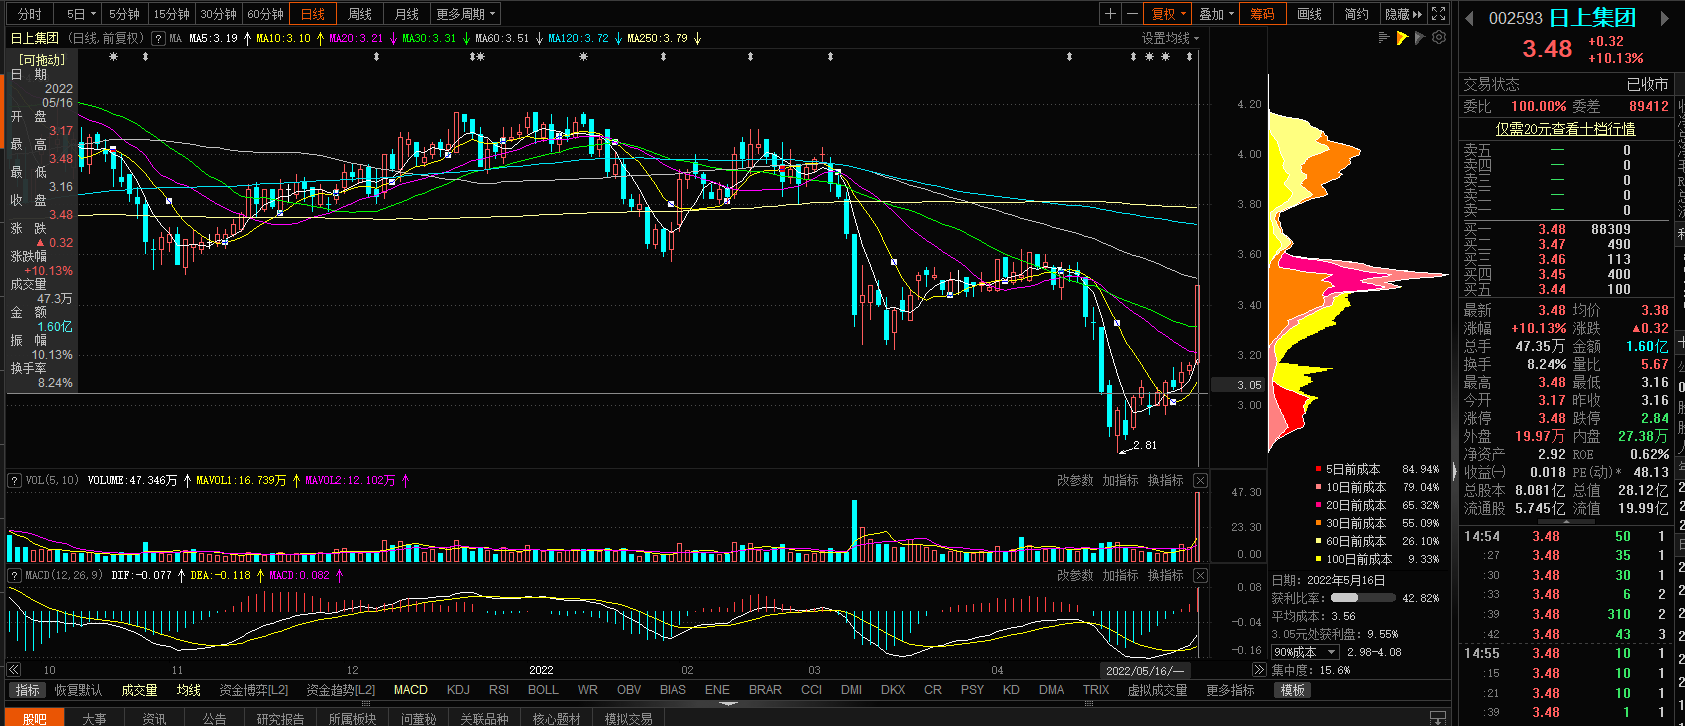 分时 5日 5分钟 15分钟 30分钟 60分钟 日线 周线 月线 更多周期 复权 叠加 筹码 画线 简约 隐藏
002593 日上集团
3.48 +0.32 +10.13%
日上集团 (日线,前复权) ? MA MA5:3.19 MA10:3.10 MA20:3.21 MA30:3.31 MA60:3.51 MA120:3.72 MA250:3.79 设置均线
[可拖动]
日 期
2022
05/16
开 盘
3.17
最 高
3.48
最 低
3.16
收 盘
3.48
涨 跌
▲ 0.32
涨跌幅
+10.13%
成交量
47.3万
金 额
1.60亿
振 幅
10.13%
换手率
8.24%
4.20
4.00
3.80
3.60
3.40
3.20
3.05
3.00
2.81
? VOL(5,10) VOLUME:47.346万 MAVOL1:16.739万 MAVOL2:12.102万 改参数 加指标 换指标
47.30
23.30
0.00
? MACD(12,26,9) DIF:-0.077 DEA:-0.118 MACD:0.082 改参数 加指标 换指标
0.08
-0.04
-0.16
10 11 12 2022 02 03 04 2022/05/16/一
指标 恢复默认 成交量 均线 资金博弈[L2] 资金趋势[L2] MACD KDJ RSI BOLL WR OBV BIAS ENE BRAR CCI DMI DKX CR PSY KD DMA TRIX 虚拟成交量 更多指标 模板
股吧 大事 资讯 公告 研究报告 所属板块 问董秘 关联品种 核心题材 模拟交易
5日前成本 84.94%
10日前成本 79.04%
20日前成本 65.32%
30日前成本 55.09%
60日前成本 26.10%
100日前成本 9.33%
日期: 2022年5月16日
获利比率: 42.82%
平均成本: 3.56
3.05元处获利盘: 9.55%
90%成本 2.98-4.08
集中度: 15.6%
交易状态 已收市
委比 100.00% 委差 89412
仅需20元查看十档行情
卖五 — 0
卖四 — 0
卖三 — 0
卖二 — 0
卖一 — 0
买一 3.48 88309
买二 3.47 490
买三 3.46 113
买四 3.45 400
买五 3.44 100
最新 3.48 均价 3.38
涨幅 +10.13% 涨跌 ▲0.32
总手 47.35万 金额 1.60亿
换手 8.24% 量比 5.67
最高 3.48 最低 3.16
今开 3.17 昨收 3.16
涨停 3.48 跌停 2.84
外盘 19.97万 内盘 27.38万
净资产 2.92 ROE 0.62%
收益(一) 0.018 PE(动)* 48.13
总股本 8.081亿 总值 28.12亿
流通股 5.745亿 流值 19.99亿
14:54 3.48 50 1
:27 3.48 35 1
:30 3.48 30 1
:33 3.48 6 2
:39 3.48 310 2
:42 3.48 43 3
14:55 3.48 10 1
:15 3.48 10 1
:21 3.48 10 1
:39 3.48 1 1